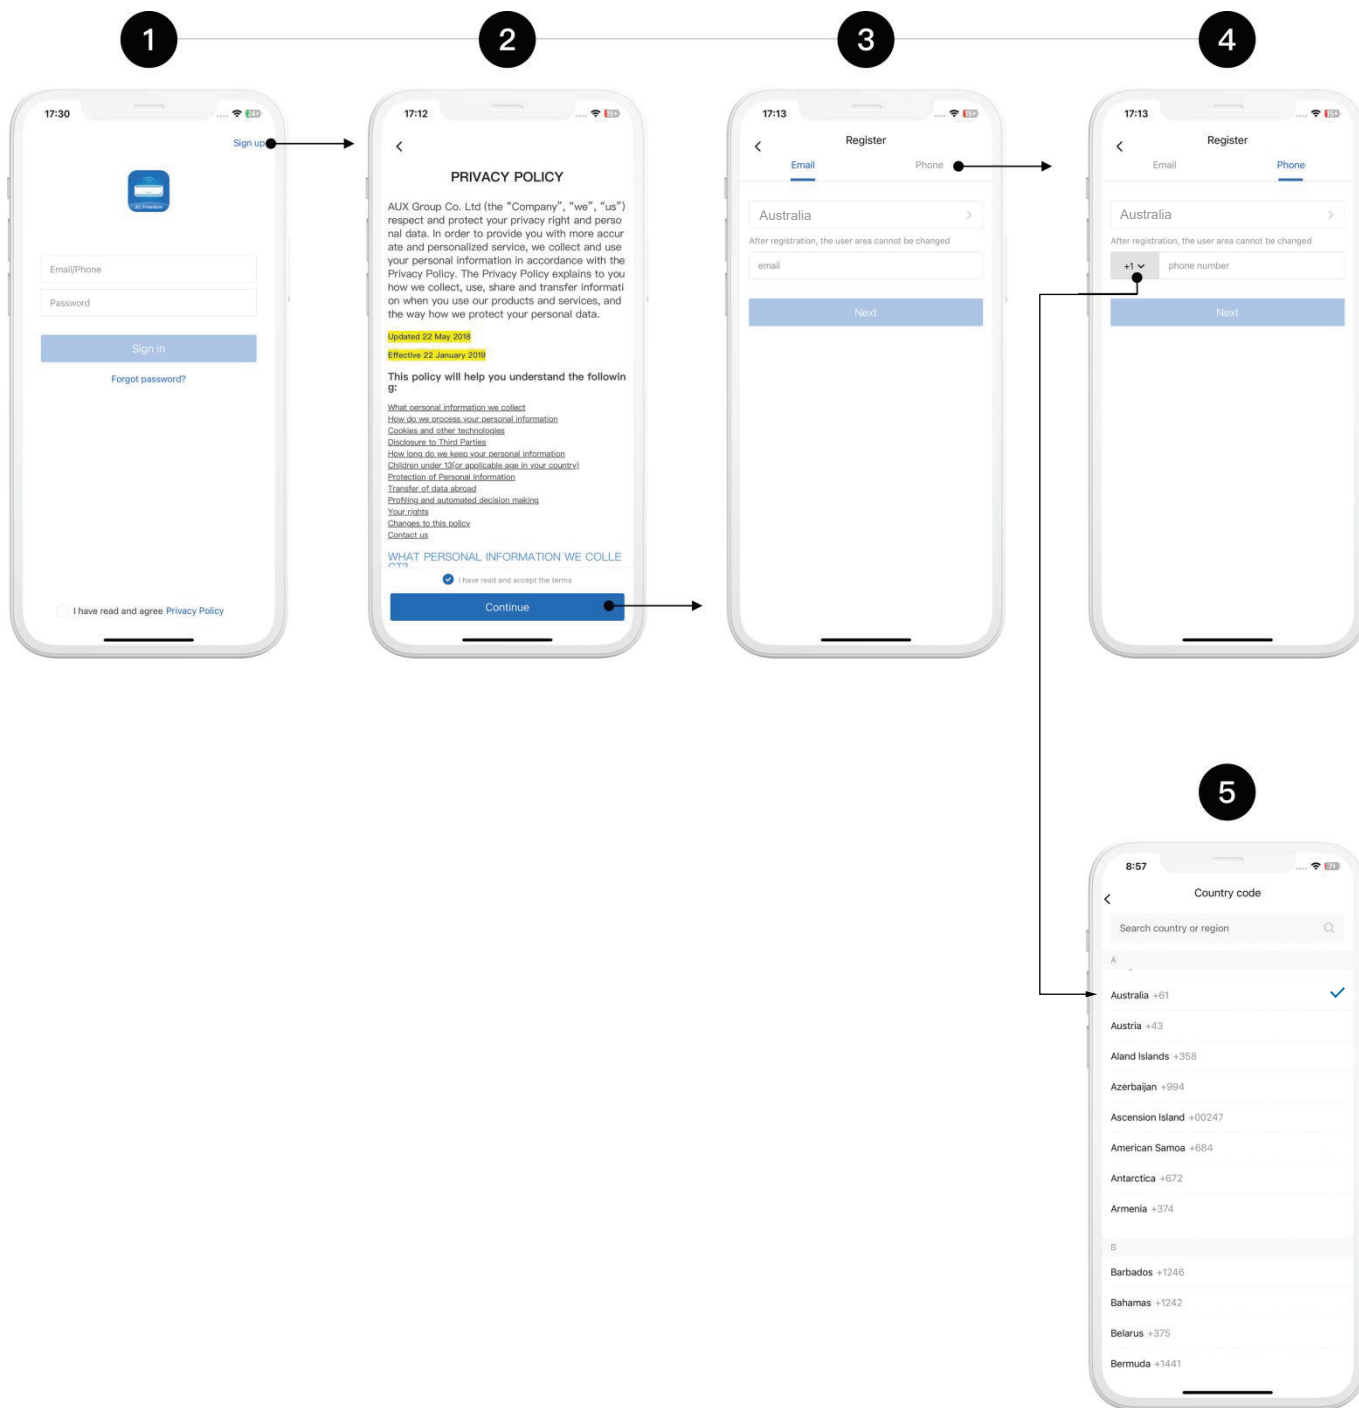 1
2
3
4
17:30
Sign up
AC Freedom
Email/Phone
Password
Sign in
Forgot password?
I have read and agree Privacy Policy
17:12
PRIVACY POLICY
AUX Group Co. Ltd (the “Company”, “we”, “us”)
respect and protect your privacy right and perso
nal data. In order to provide you with more accur
ate and personalized service, we collect and use
your personal information in accordance with the
Privacy Policy. The Privacy Policy explains to you
how we collect, use, share and transfer informati
on when you use our products and services, and
the way how we protect your personal data.
Updated 22 May 2018
Effective 22 January 2019
This policy will help you understand the followin
g:
What personal information we collect
How do we process your personal information
Cookies and other technologies
Disclosure to Third Parties
How long do we keep your personal information
Children under 13(or applicable age in your country)
Protection of Personal Information
Transfer of data abroad
Profiling and automated decision making
Your rights
Changes to this policy
Contact us
WHAT PERSONAL INFORMATION WE COLLE
CT?
I have read and accept the terms
Continue
17:13
Register
Email Phone
Australia
After registration, the user area cannot be changed
email
Next
17:13
Register
Email Phone
Australia
After registration, the user area cannot be changed
+1 phone number
Next
5
8:57
Country code
Search country or region
A
Australia +61
Austria +43
Aland Islands +358
Azerbaijan +994
Ascension Island +00247
American Samoa +684
Antarctica +672
Armenia +374
B
Barbados +1246
Bahamas +1242
Belarus +375
Bermuda +1441